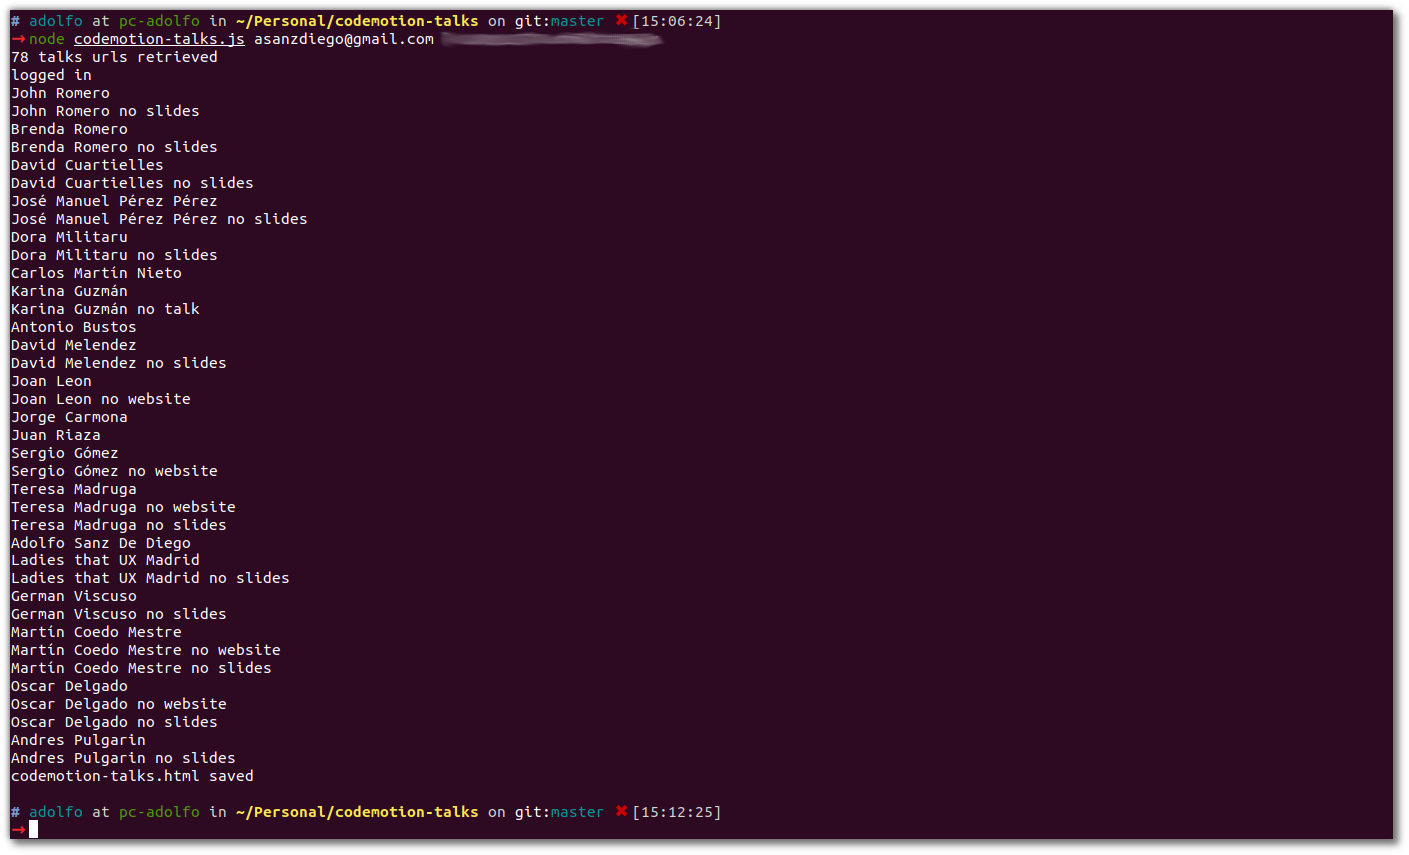 # adolfo at pc-adolfo in ~/Personal/codemotion-talks on git:master ✖ [15:06:24]
→ node codemotion-talks.js asanzdiego@gmail.com
78 talks urls retrieved
logged in
John Romero
John Romero no slides
Brenda Romero
Brenda Romero no slides
David Cuartielles
David Cuartielles no slides
José Manuel Pérez Pérez
José Manuel Pérez Pérez no slides
Dora Militaru
Dora Militaru no slides
Carlos Martín Nieto
Karina Guzmán
Karina Guzmán no talk
Antonio Bustos
David Melendez
David Melendez no slides
Joan Leon
Joan Leon no website
Jorge Carmona
Juan Riaza
Sergio Gómez
Sergio Gómez no website
Teresa Madruga
Teresa Madruga no website
Teresa Madruga no slides
Adolfo Sanz De Diego
Ladies that UX Madrid
Ladies that UX Madrid no slides
German Viscuso
German Viscuso no slides
Martín Coedo Mestre
Martín Coedo Mestre no website
Martín Coedo Mestre no slides
Oscar Delgado
Oscar Delgado no website
Oscar Delgado no slides
Andres Pulgarin
Andres Pulgarin no slides
codemotion-talks.html saved
# adolfo at pc-adolfo in ~/Personal/codemotion-talks on git:master ✖ [15:12:25]
→